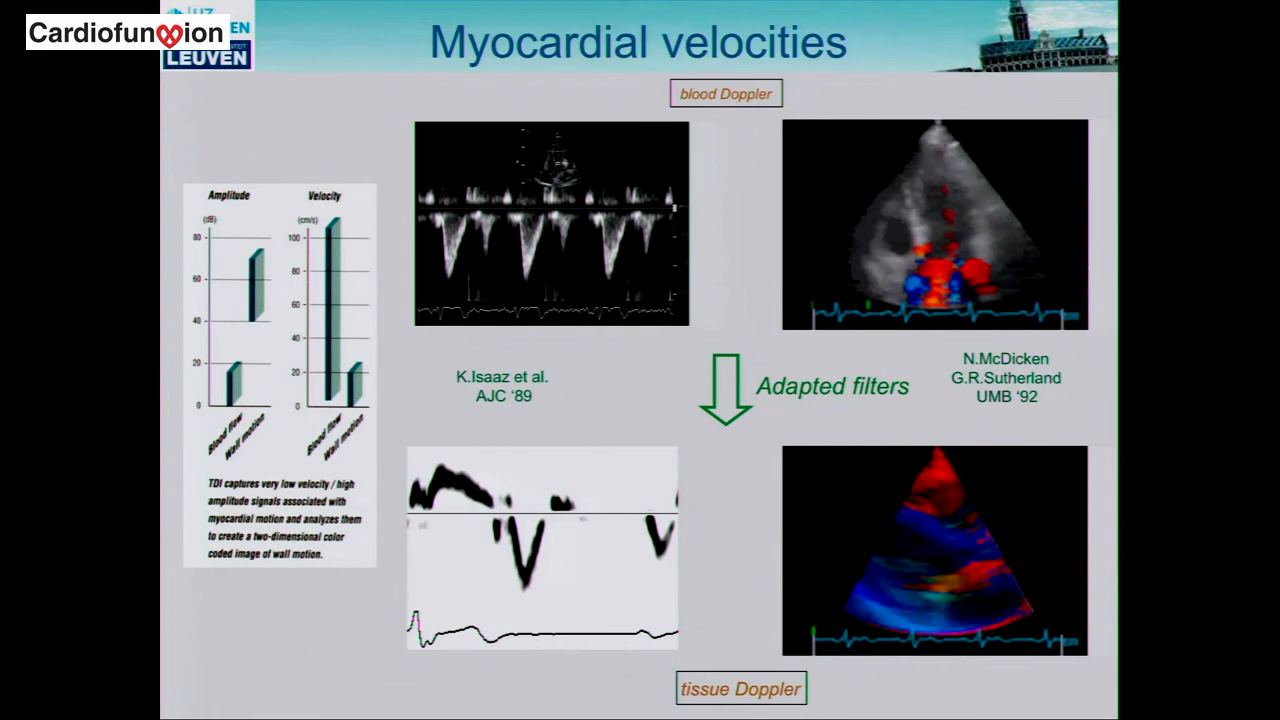 UZ
LEUVEN
Cardiofunxion
LEUVEN
Myocardial velocities
blood Doppler
Amplitude
Velocity
(dB)
(cm/s)
80
60
40
20
0
100
80
60
40
20
0
Blood flow
Wall motion
Blood flow
Wall motion
TDI captures very low velocity / high
amplitude signals associated with
myocardial motion and analyzes them
to create a two-dimensional color
coded image of wall motion.
K.Isaaz et al.
AJC ‘89
Adapted filters
N.McDicken
G.R.Sutherland
UMB ‘92
tissue Doppler